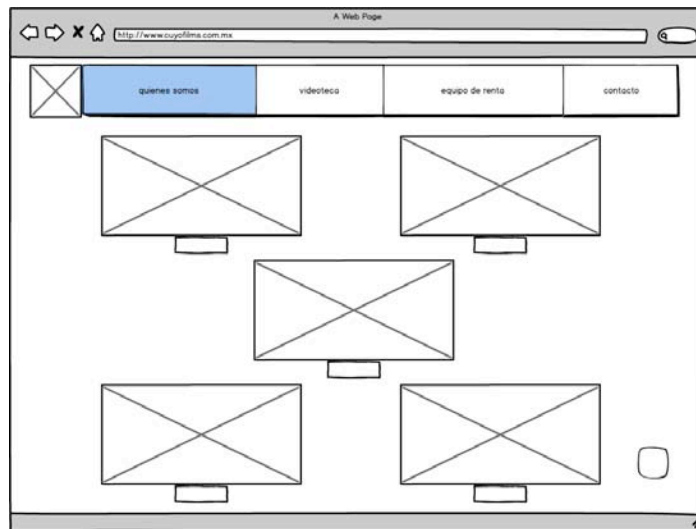 A Web Page
http://www.cuyofilms.com.mx
quienes somos
videoteca
equipo de renta
contacto